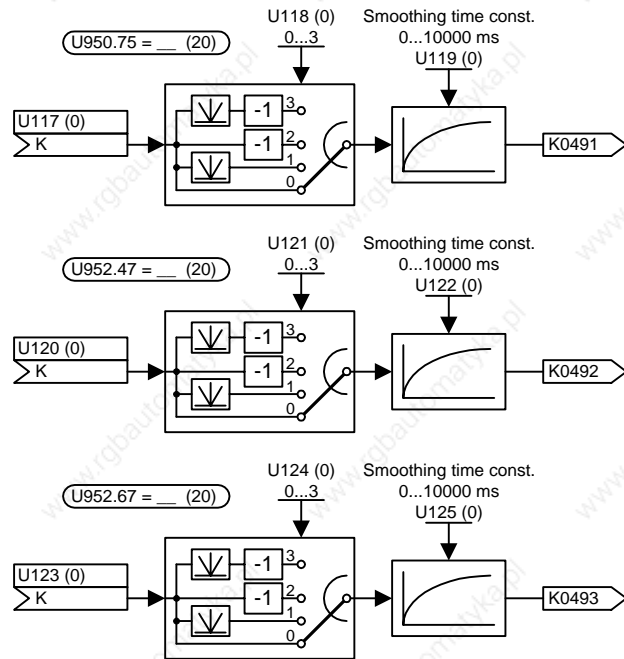 U118 (0) Smoothing time const.
U950.75 = __ (20) 0...3 0...10000 ms
U119 (0)
U117 (0)
K
-1 3
-1 2
1
0
K0491
U121 (0) Smoothing time const.
U952.47 = __ (20) 0...3 0...10000 ms
U122 (0)
U120 (0)
K
-1 3
-1 2
1
0
K0492
U124 (0) Smoothing time const.
U952.67 = __ (20) 0...3 0...10000 ms
U125 (0)
U123 (0)
K
-1 3
-1 2
1
0
K0493
www.rgbautomatyka.pl